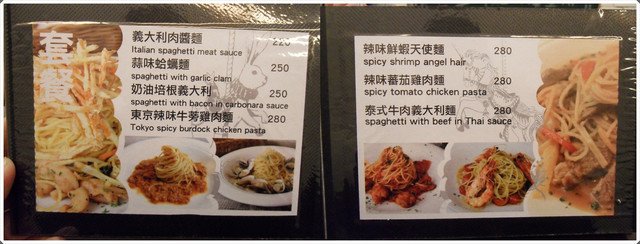 套餐
義大利肉醬麵 220
Italian spaghetti meat sauce
蒜味蛤蠣麵 250
spaghetti with garlic clam
奶油培根義大利 250
spaghetti with bacon in carbonara sauce
東京辣味牛蒡雞肉麵 280
Tokyo spicy burdock chicken pasta
辣味鮮蝦天使麵 280
spicy shrimp angel hair
辣味蕃茄雞肉麵 280
spicy tomato chicken pasta
泰式牛肉義大利麵 280
spaghetti with beef in Thai sauce